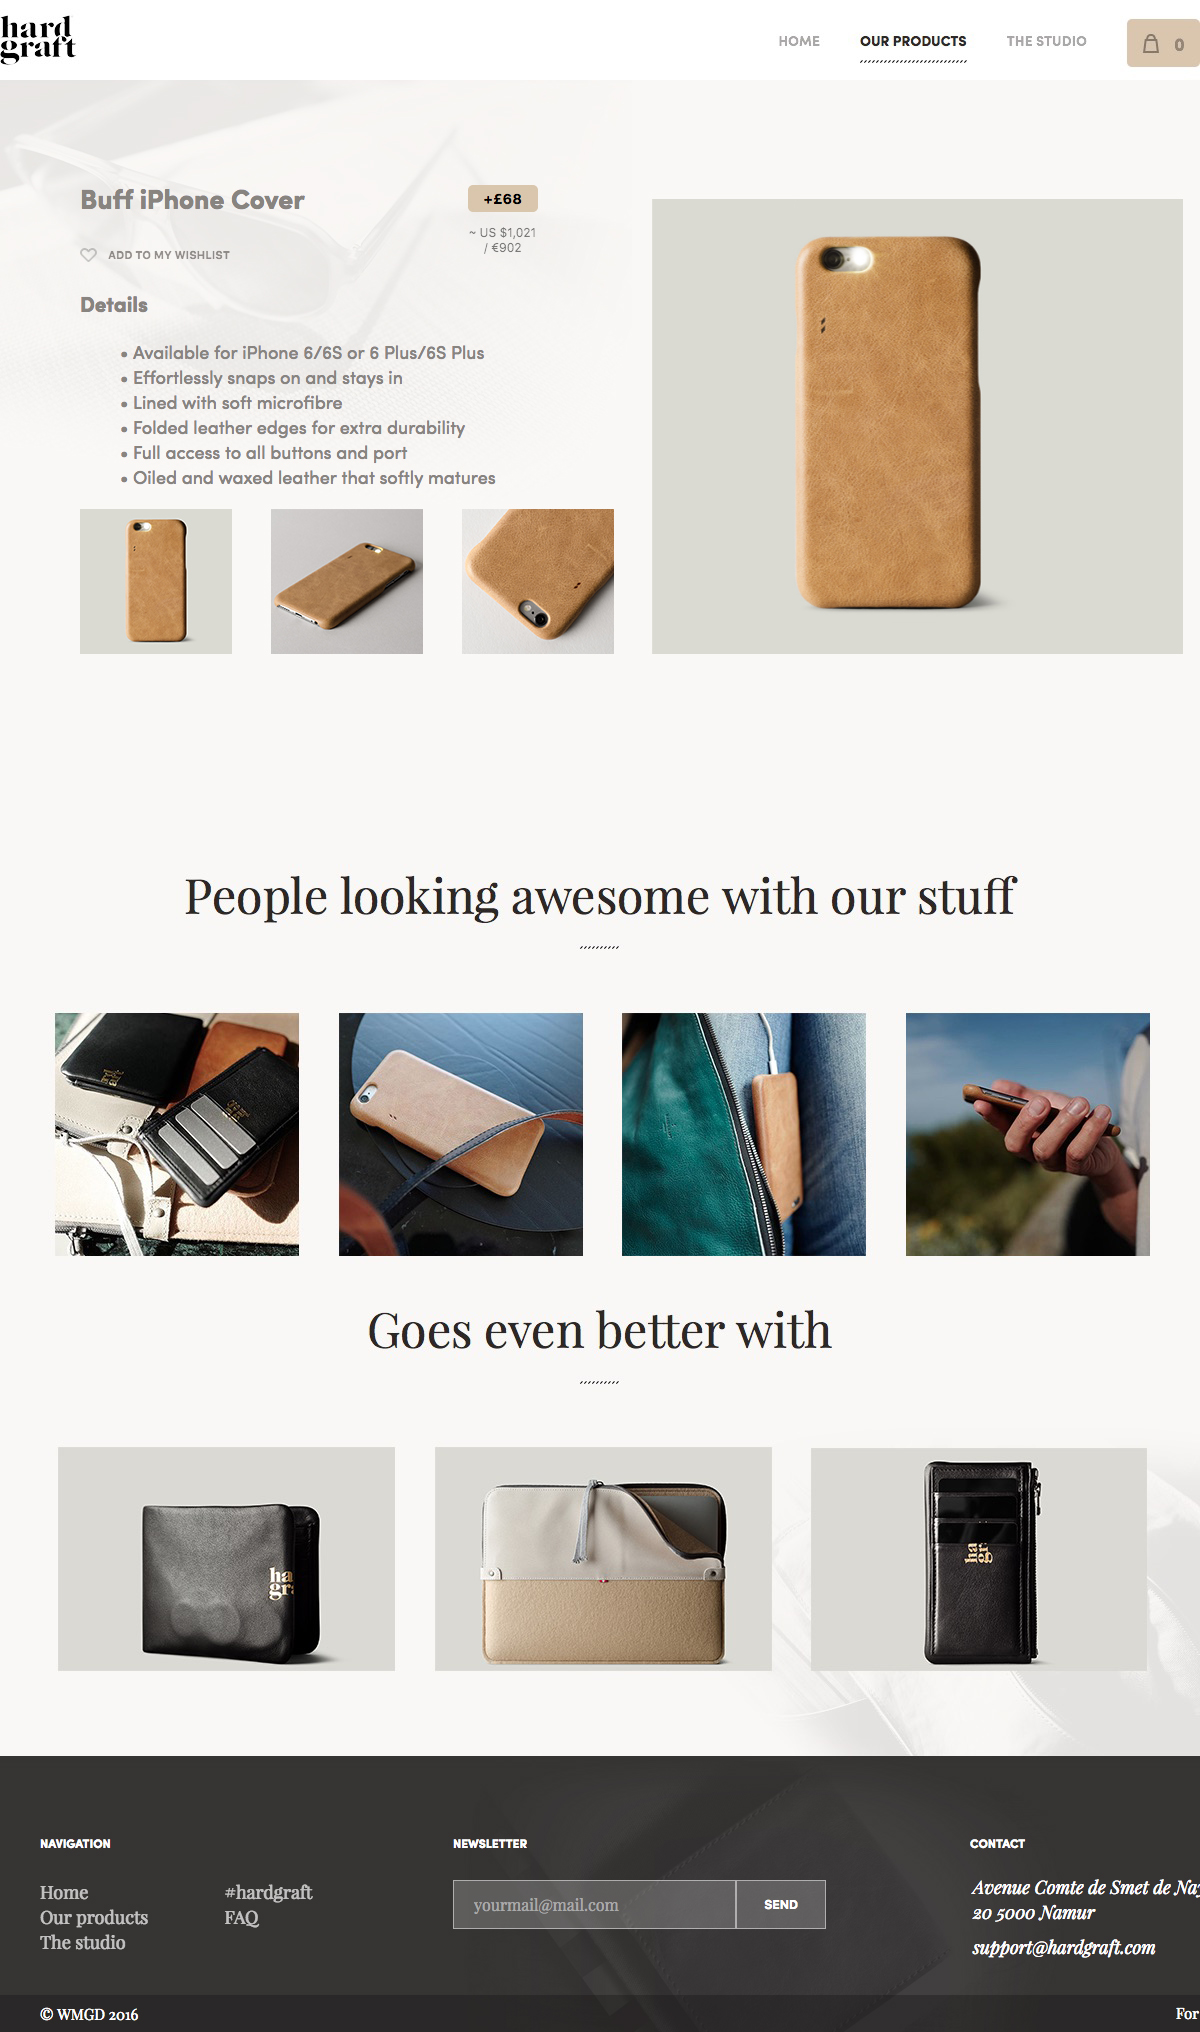 hard
graft
HOME
OUR PRODUCTS
THE STUDIO
0
Buff iPhone Cover
+£68
~ US $1,021
/ €902
ADD TO MY WISHLIST
Details
• Available for iPhone 6/6S or 6 Plus/6S Plus
• Effortlessly snaps on and stays in
• Lined with soft microfibre
• Folded leather edges for extra durability
• Full access to all buttons and port
• Oiled and waxed leather that softly matures
People looking awesome with our stuff
Goes even better with
ha
gra
NAVIGATION
Home
Our products
The studio
#hardgraft
FAQ
NEWSLETTER
yourmail@mail.com
SEND
CONTACT
Avenue Comte de Smet de Nay
20 5000 Namur
support@hardgraft.com
© WMGD 2016
For